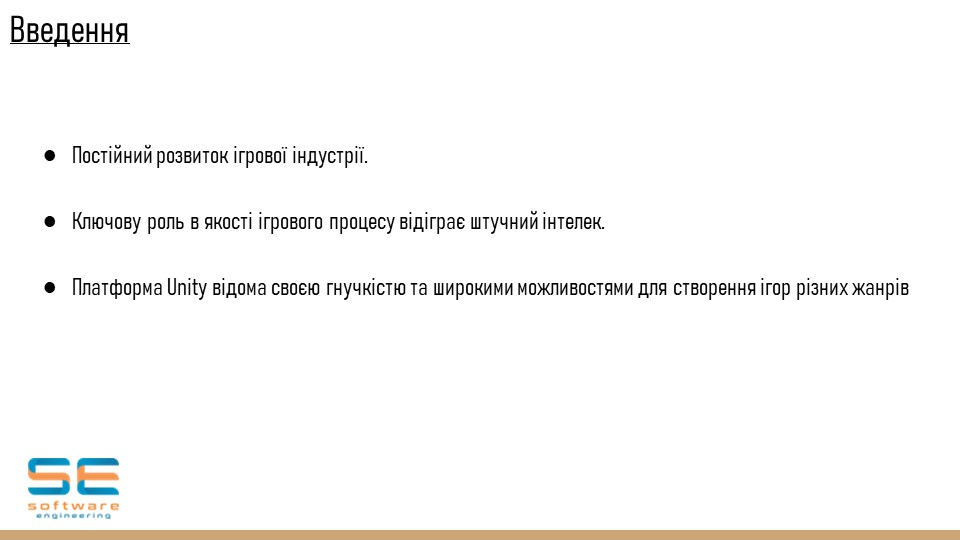 Введення
● Постійний розвиток ігрової індустрії.
● Ключову роль в якості ігрового процесу відіграє штучний інтелек.
● Платформа Unity відома своєю гнучкістю та широкими можливостями для створення ігор різних жанрів
SE
software
engineering